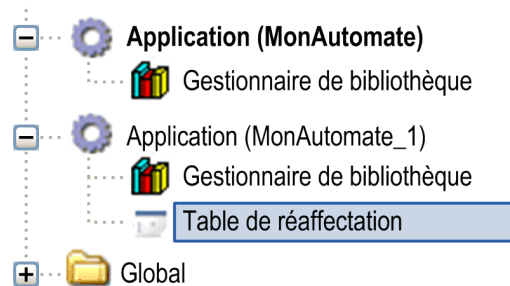 Application (MonAutomate)
Gestionnaire de bibliothèque
Application (MonAutomate_1)
Gestionnaire de bibliothèque
Table de réaffectation
Global